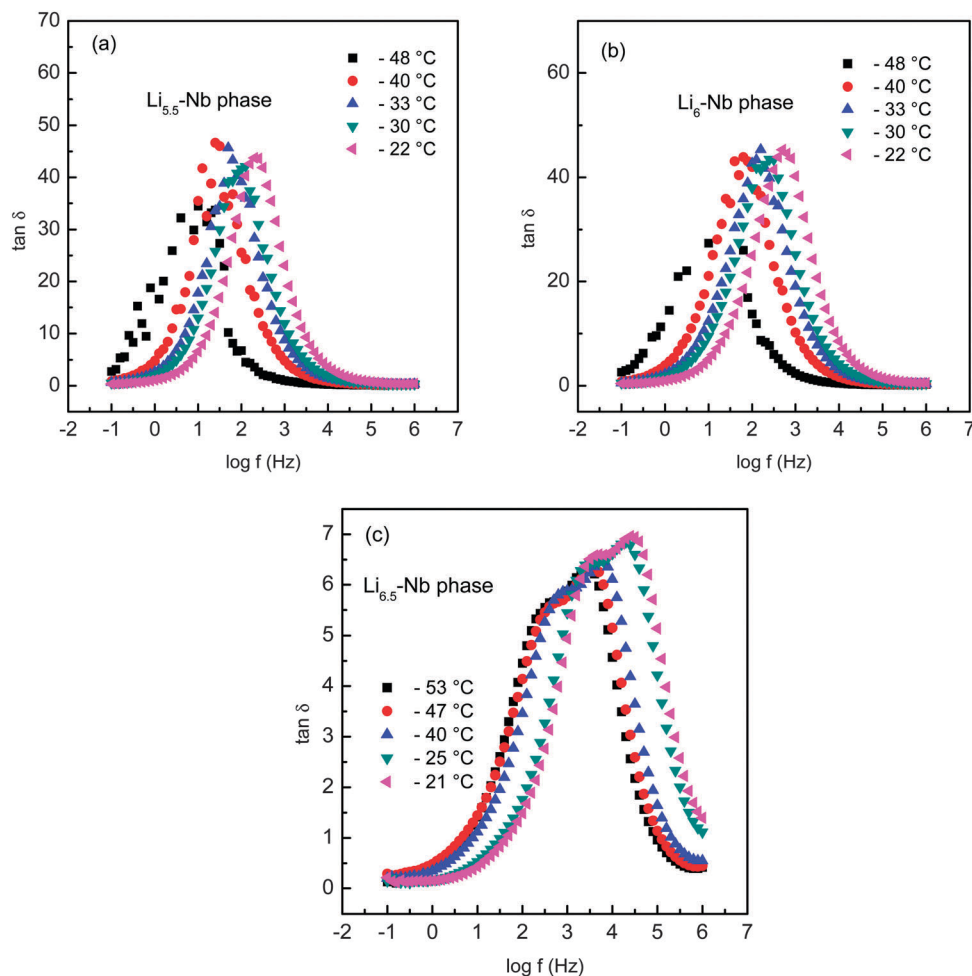 (a)
Li5.5-Nb phase
- 48 °C
- 40 °C
- 33 °C
- 30 °C
- 22 °C
tan δ
70
60
50
40
30
20
10
0
-2 -1 0 1 2 3 4 5 6 7
log f (Hz)
(b)
Li6-Nb phase
- 48 °C
- 40 °C
- 33 °C
- 30 °C
- 22 °C
tan δ
60
40
20
0
-2 -1 0 1 2 3 4 5 6 7
log f (Hz)
(c)
Li6.5-Nb phase
- 53 °C
- 47 °C
- 40 °C
- 25 °C
- 21 °C
tan δ
7
6
5
4
3
2
1
0
-2 -1 0 1 2 3 4 5 6 7
log f (Hz)